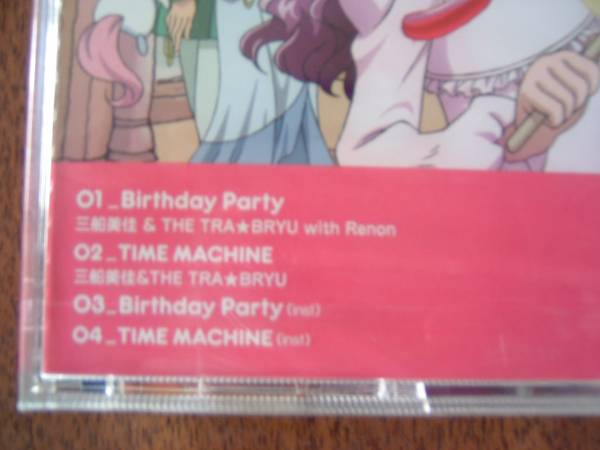 01_Birthday Party
三船美佳 & THE TRA★BRYU with Renon
02_TIME MACHINE
三船美佳&THE TRA★BRYU
03_Birthday Party (inst)
04_TIME MACHINE (inst)